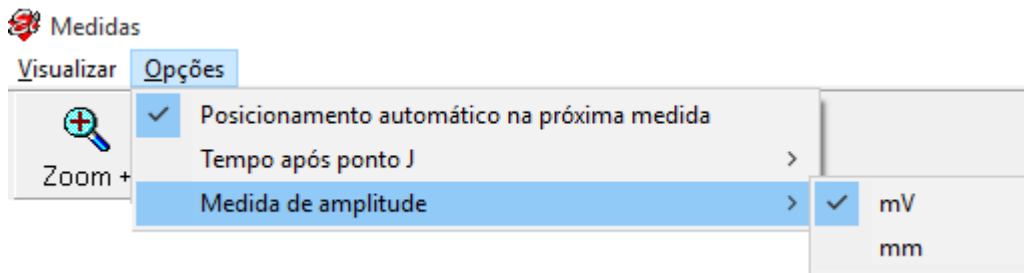 Medidas
Visualizar Opções
Posicionamento automático na próxima medida
Zoom +
Tempo após ponto J
Medida de amplitude
mV
mm